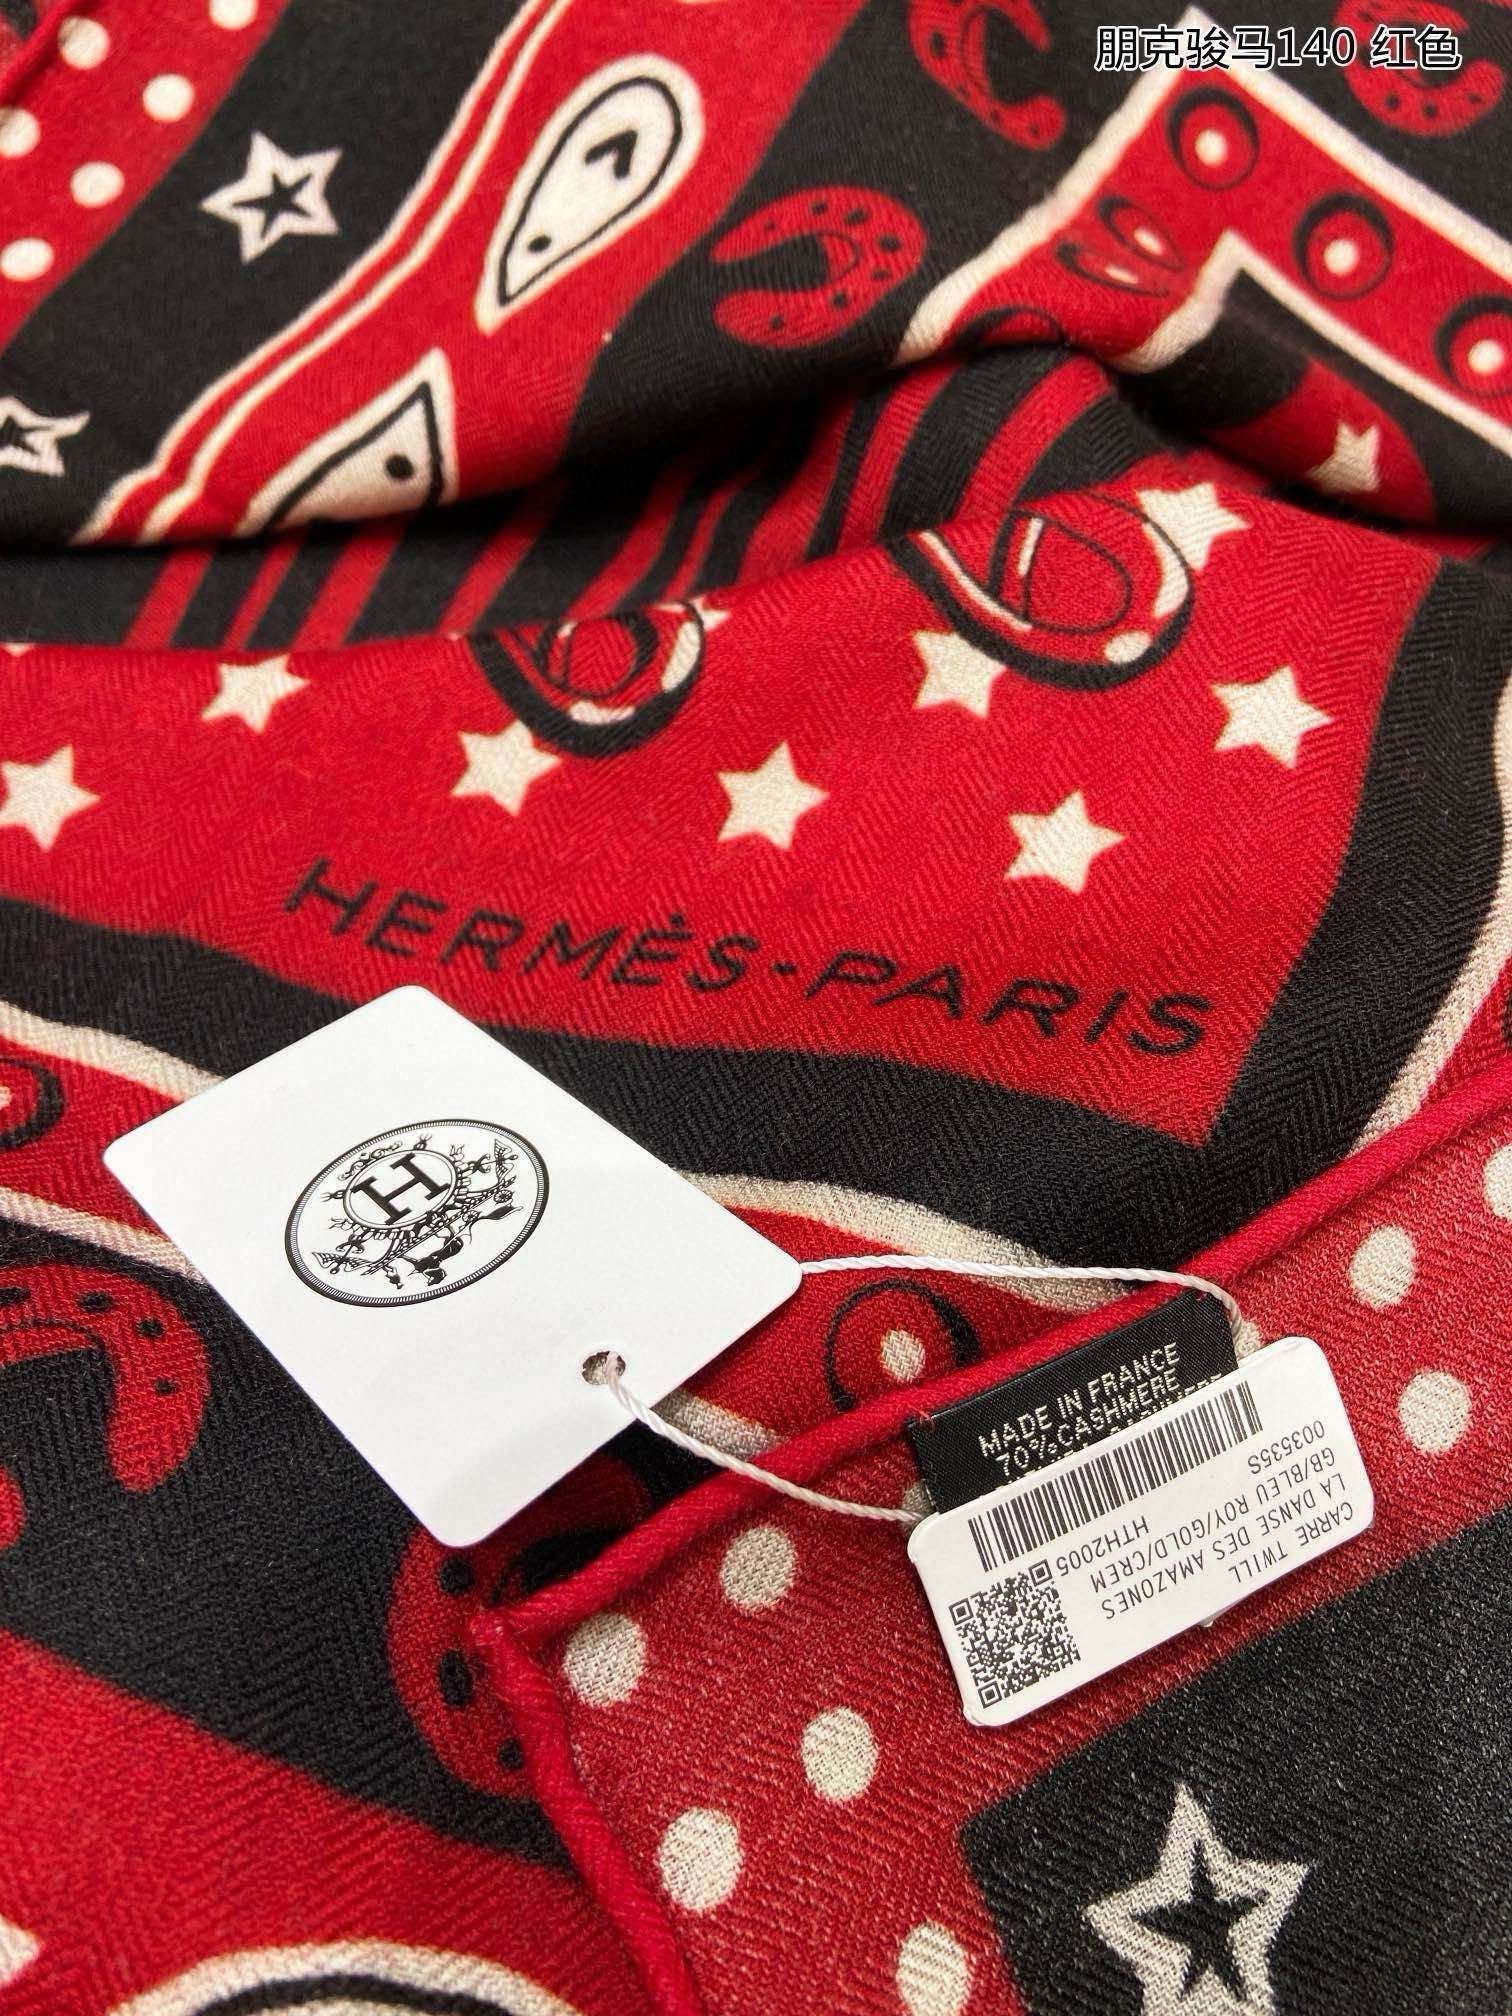 朋克骏马140 红色
HERMÈS-PARIS
H
MADE IN FRANCE
70%CASHMERE
CARRE TWILL
LA DANSE DES AMAZONES
GB/BLEU ROY/GOLD/CREM
003535S
HTH2005